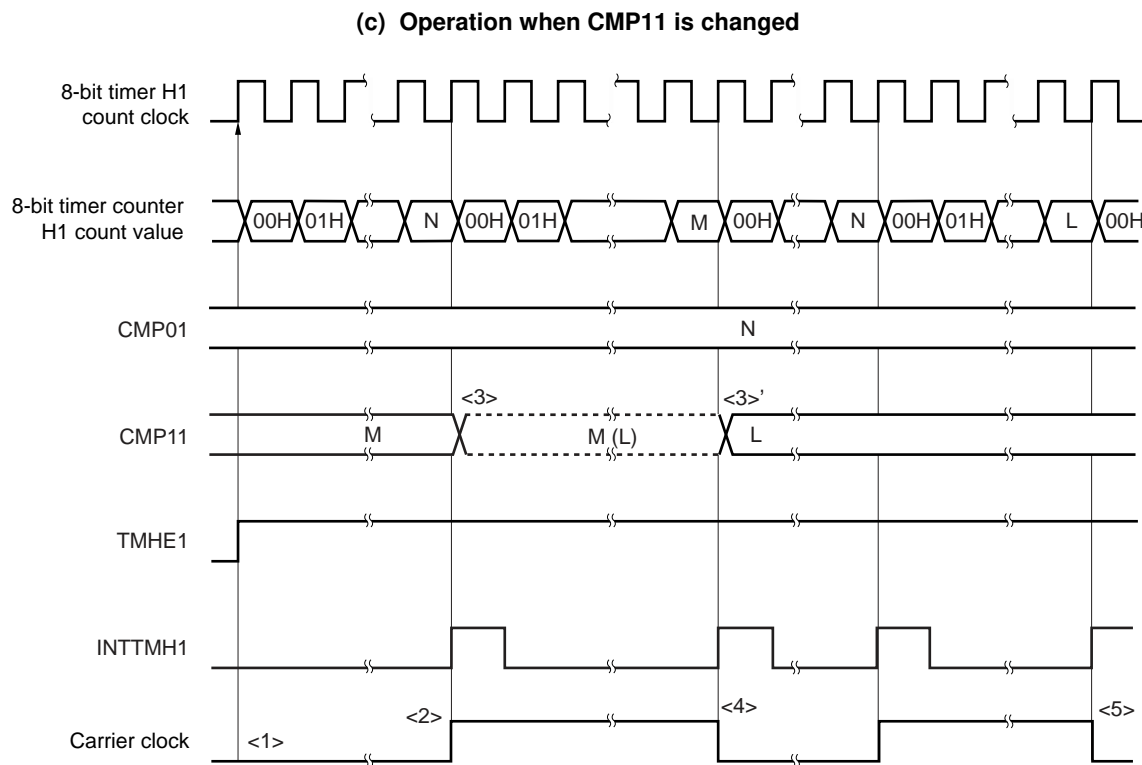 (c) Operation when CMP11 is changed
8-bit timer H1
count clock
8-bit timer counter
H1 count value
00H 01H N 00H 01H M 00H N 00H 01H L 00H
CMP01
N
<3> <3>’
CMP11
M M (L) L
TMHE1
INTTMH1
<2> <4> <5>
Carrier clock
<1>